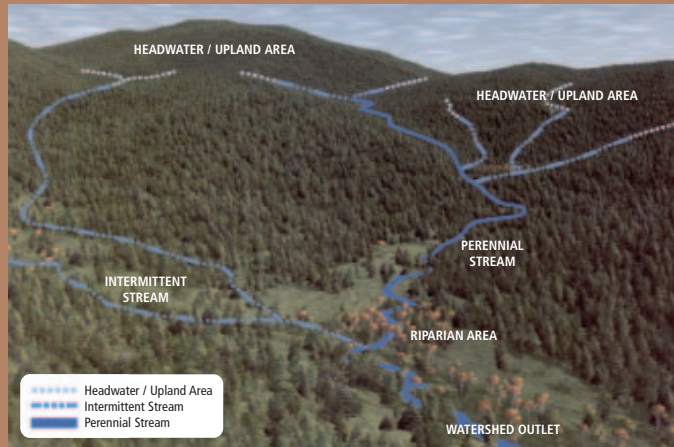 HEADWATER / UPLAND AREA
HEADWATER / UPLAND AREA
PERENNIAL
STREAM
INTERMITTENT
STREAM
RIPARIAN AREA
Headwater / Upland Area
Intermittent Stream
Perennial Stream
WATERSHED OUTLET